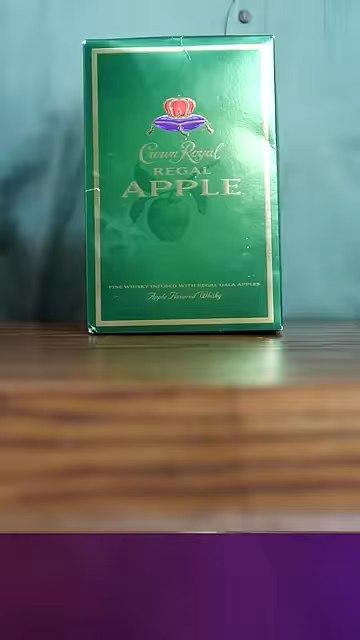 Crown Royal
REGAL
APPLE
FINE WHISKY INFUSED WITH REGAL GALA APPLES
Apple Flavored Whisky